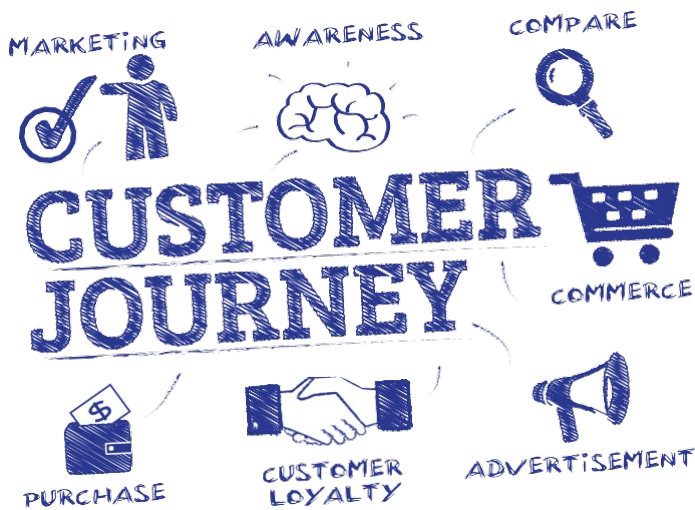 MARKETiNG
AWARENESS
COMPARE
CUSTOMER
JOURNEY
COMMERCE
$
PURCHASE
CUSTOMER
LOYALTY
ADVERTiSEMENT